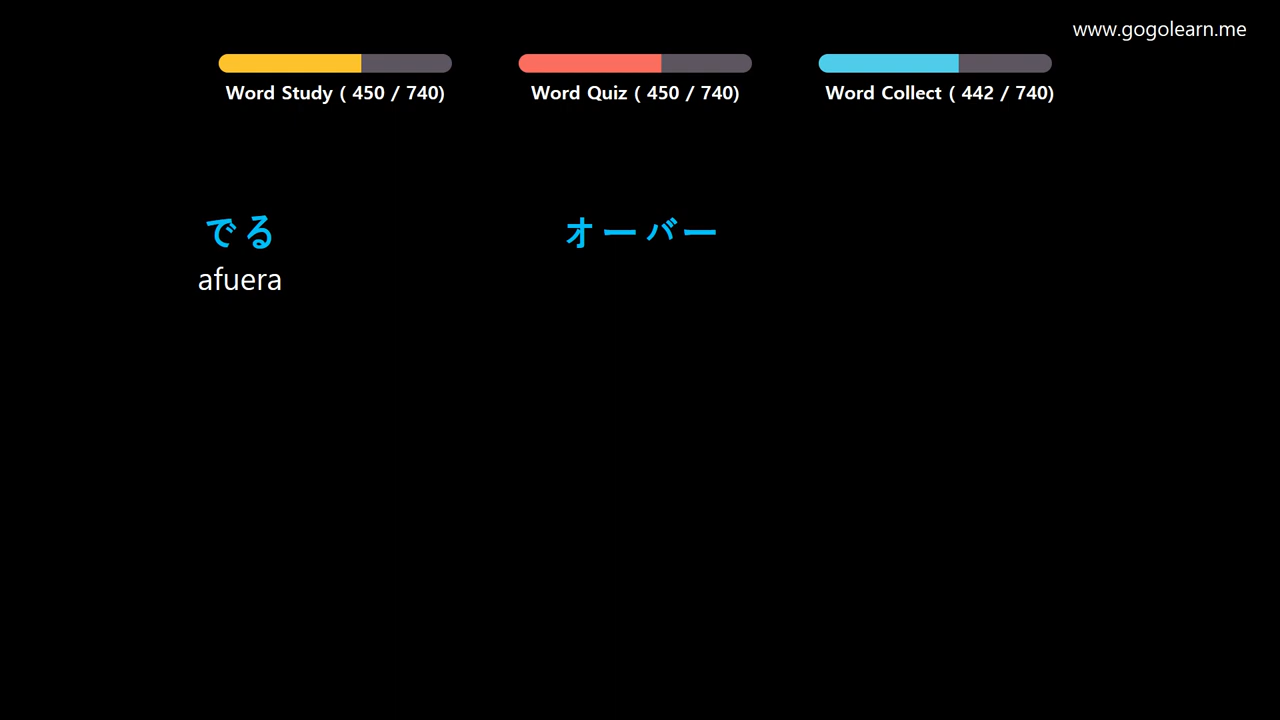 www.gogolearn.me
Word Study ( 450 / 740)
Word Quiz ( 450 / 740)
Word Collect ( 442 / 740)
でる
オーバー
afuera